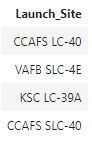 Launch_Site
CCAFS LC-40
VAFB SLC-4E
KSC LC-39A
CCAFS SLC-40